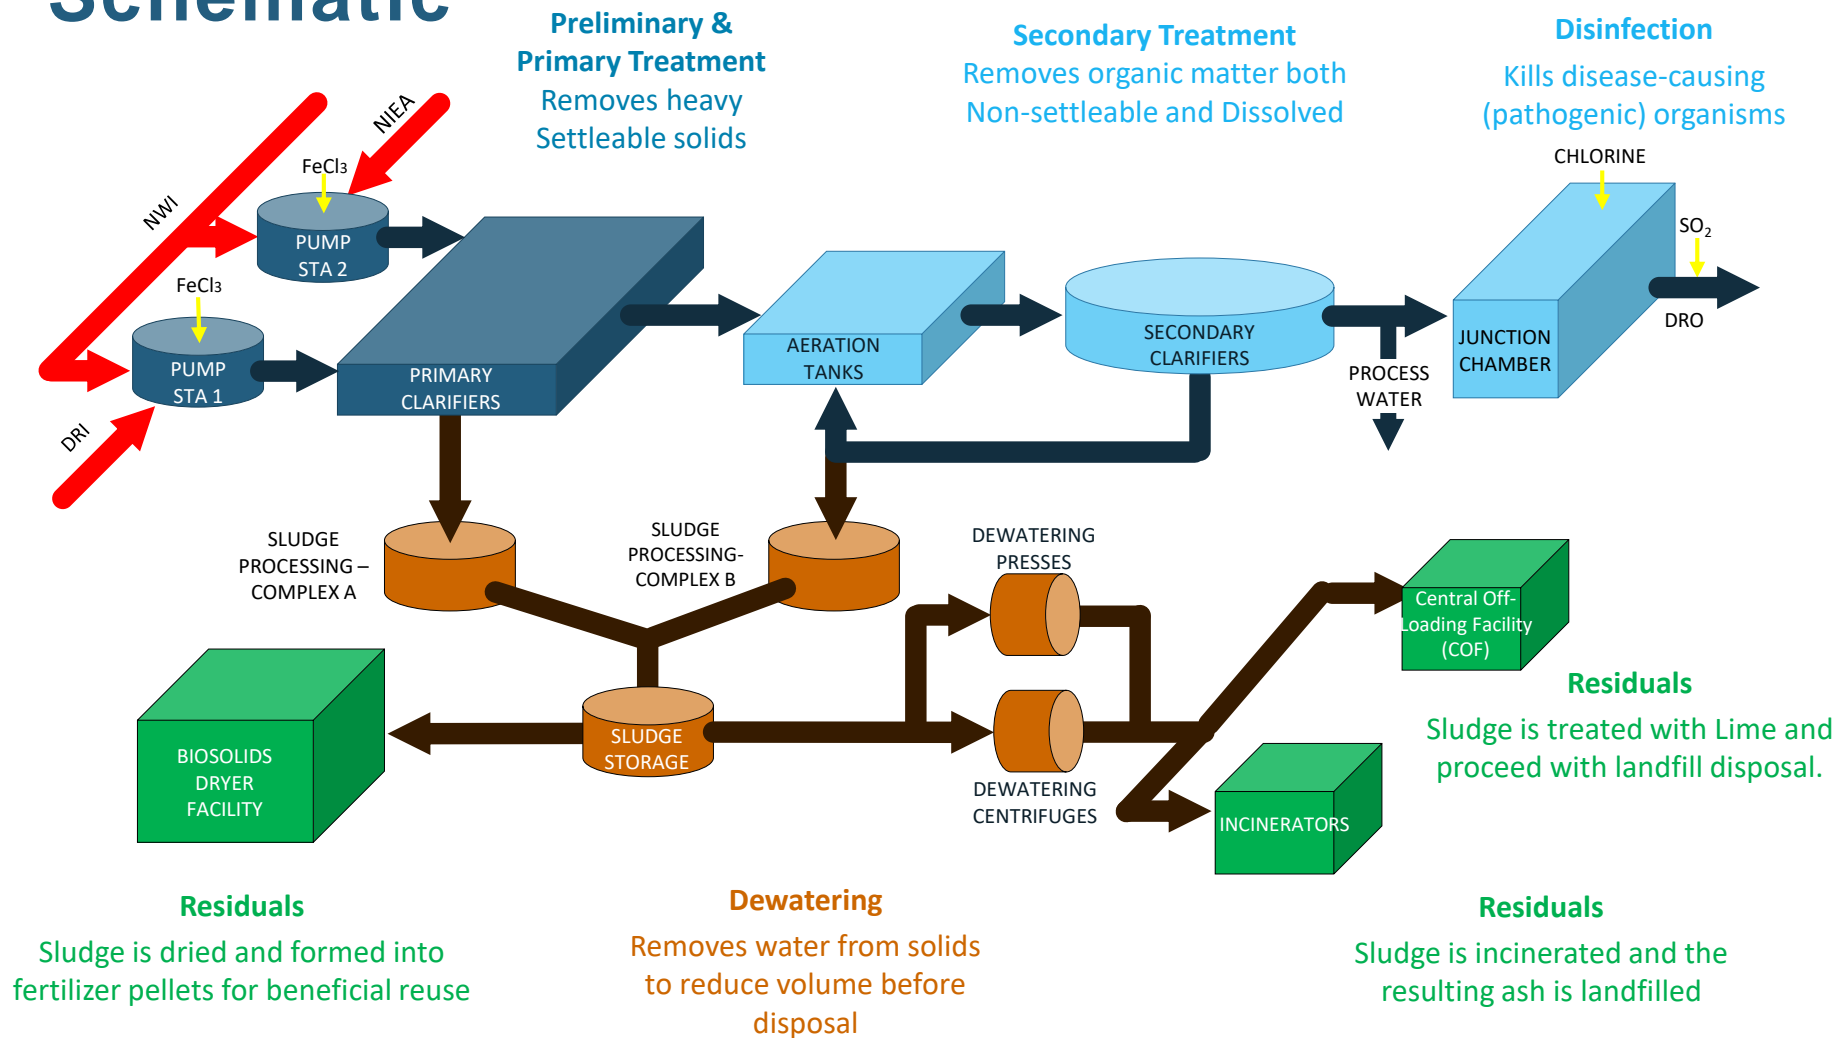 Schematic
Preliminary &
Primary Treatment
Removes heavy
Settleable solids
Secondary Treatment
Removes organic matter both
Non-settleable and Dissolved
Disinfection
Kills disease-causing
(pathogenic) organisms
CHLORINE
SO2
DRO
NIEA
NWI
DRI
FeCl3
PUMP
STA 2
FeCl3
PUMP
STA 1
PRIMARY
CLARIFIERS
AERATION
TANKS
SECONDARY
CLARIFIERS
PROCESS
WATER
JUNCTION
CHAMBER
SLUDGE
PROCESSING –
COMPLEX A
SLUDGE
PROCESSING-
COMPLEX B
DEWATERING
PRESSES
Central Off-
Loading Facility
(COF)
Residuals
Sludge is treated with Lime and
proceed with landfill disposal.
BIOSOLIDS
DRYER
FACILITY
SLUDGE
STORAGE
DEWATERING
CENTRIFUGES
INCINERATORS
Residuals
Sludge is dried and formed into
fertilizer pellets for beneficial reuse
Dewatering
Removes water from solids
to reduce volume before
disposal
Residuals
Sludge is incinerated and the
resulting ash is landfilled